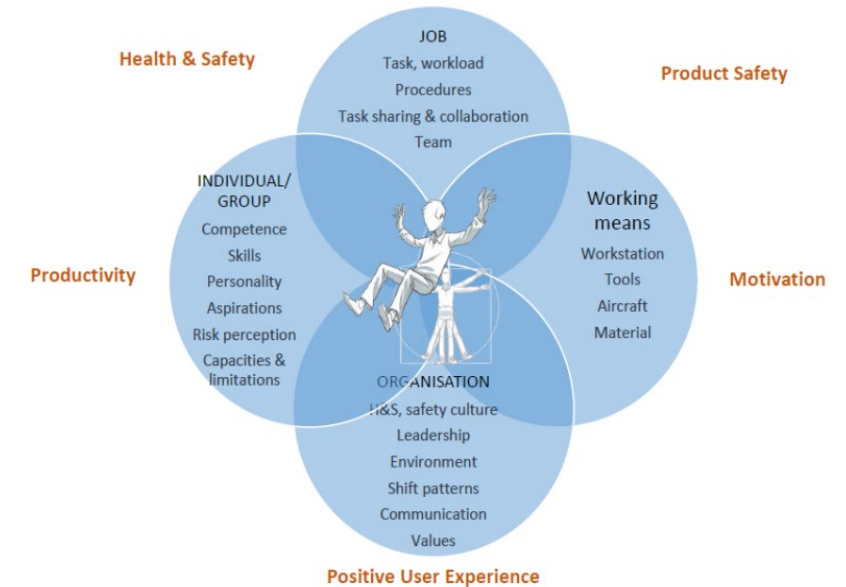 JOB
Task, workload
Procedures
Task sharing & collaboration
Team
Health & Safety
Product Safety
INDIVIDUAL/
GROUP
Competence
Skills
Personality
Aspirations
Risk perception
Capacities &
limitations
Working
means
Workstation
Tools
Aircraft
Material
Productivity
Motivation
ORGANISATION
H&S, safety culture
Leadership
Environment
Shift patterns
Communication
Values
Positive User Experience